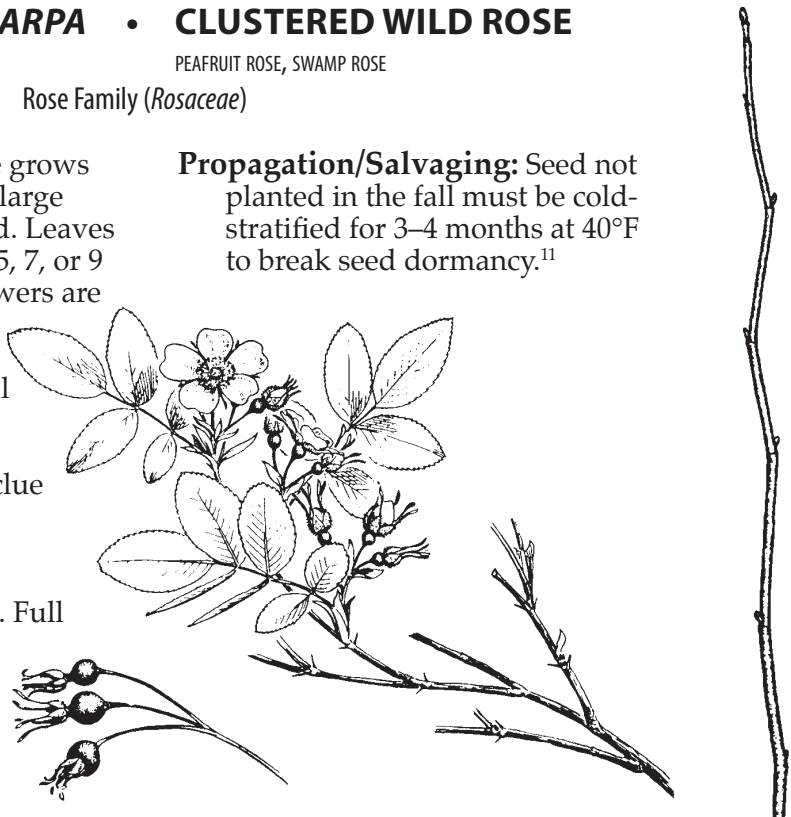 ARPA • CLUSTERED WILD ROSE
PEAFRUIT ROSE, SWAMP ROSE
Rose Family (Rosaceae)
grows
large
d. Leaves
5, 7, or 9
wers are
l
clue
. Full
Propagation/Salvaging: Seed not
planted in the fall must be cold-
stratified for 3–4 months at 40°F
to break seed dormancy.11